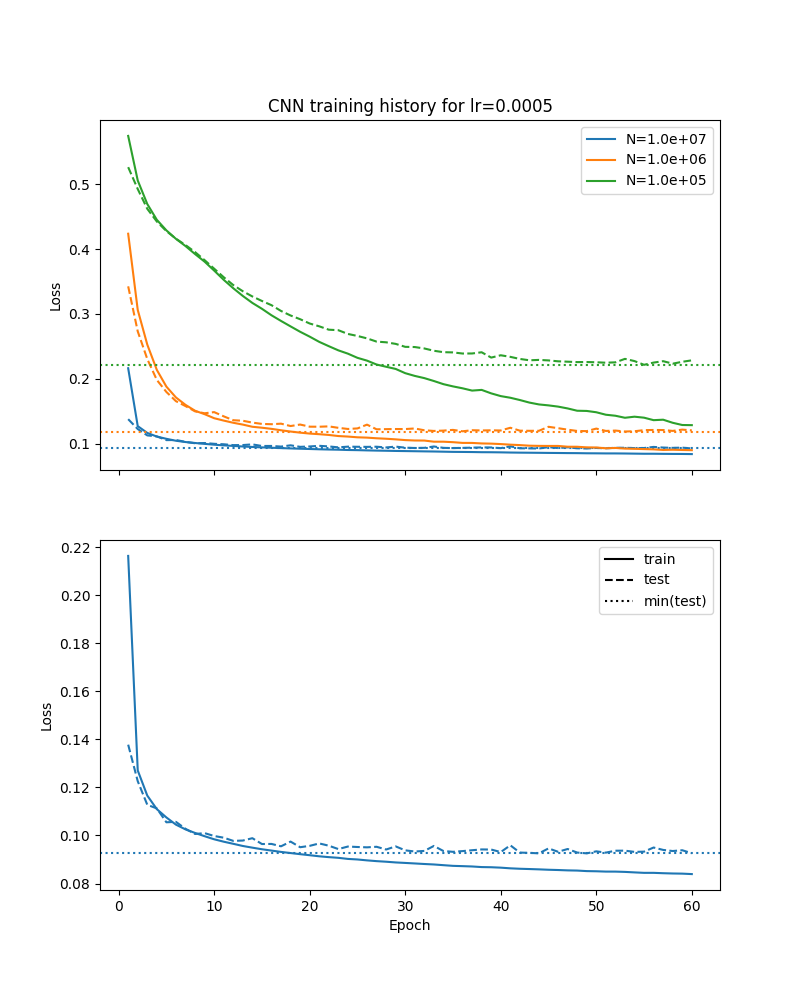 CNN training history for lr=0.0005
N=1.0e+07
N=1.0e+06
N=1.0e+05
0.5
0.4
0.3
0.2
0.1
Loss
train
test
min(test)
0.22
0.20
0.18
0.16
0.14
0.12
0.10
0.08
Loss
0 10 20 30 40 50 60
Epoch